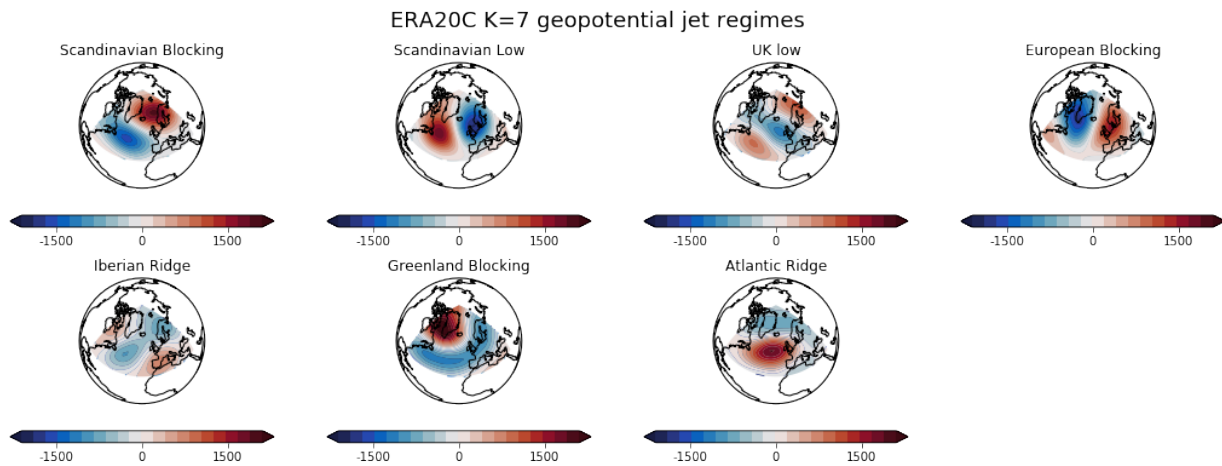 ERA20C K=7 geopotential jet regimes
Scandinavian Blocking
Scandinavian Low
UK low
European Blocking
-1500 0 1500
-1500 0 1500
-1500 0 1500
-1500 0 1500
Iberian Ridge
Greenland Blocking
Atlantic Ridge
-1500 0 1500
-1500 0 1500
-1500 0 1500